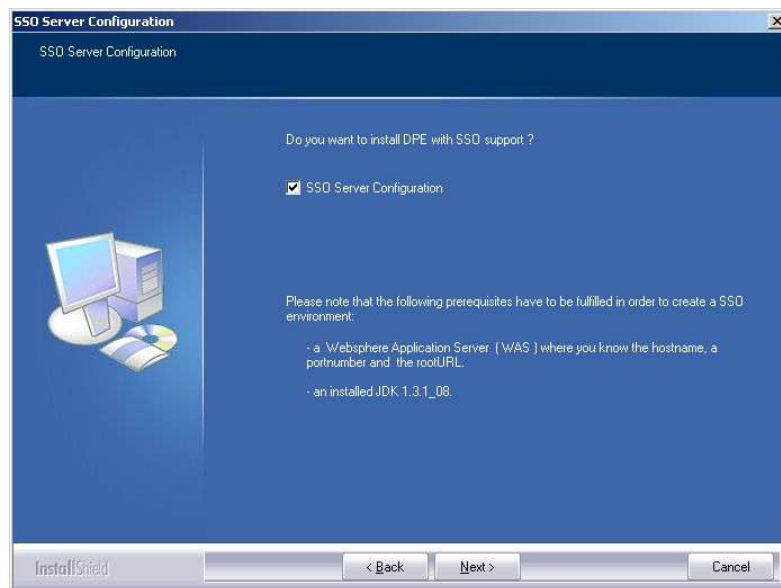 SSO Server Configuration
SSO Server Configuration
Do you want to install DPE with SSO support ?
SSO Server Configuration
Please note that the following prerequisites have to be fulfilled in order to create a SSO
environment:
- a Websphere Application Server ( WAS ) where you know the hostname, a
portnumber and the rootURL.
- an installed JDK 1.3.1_08.
InstallShield
< Back
Next >
Cancel